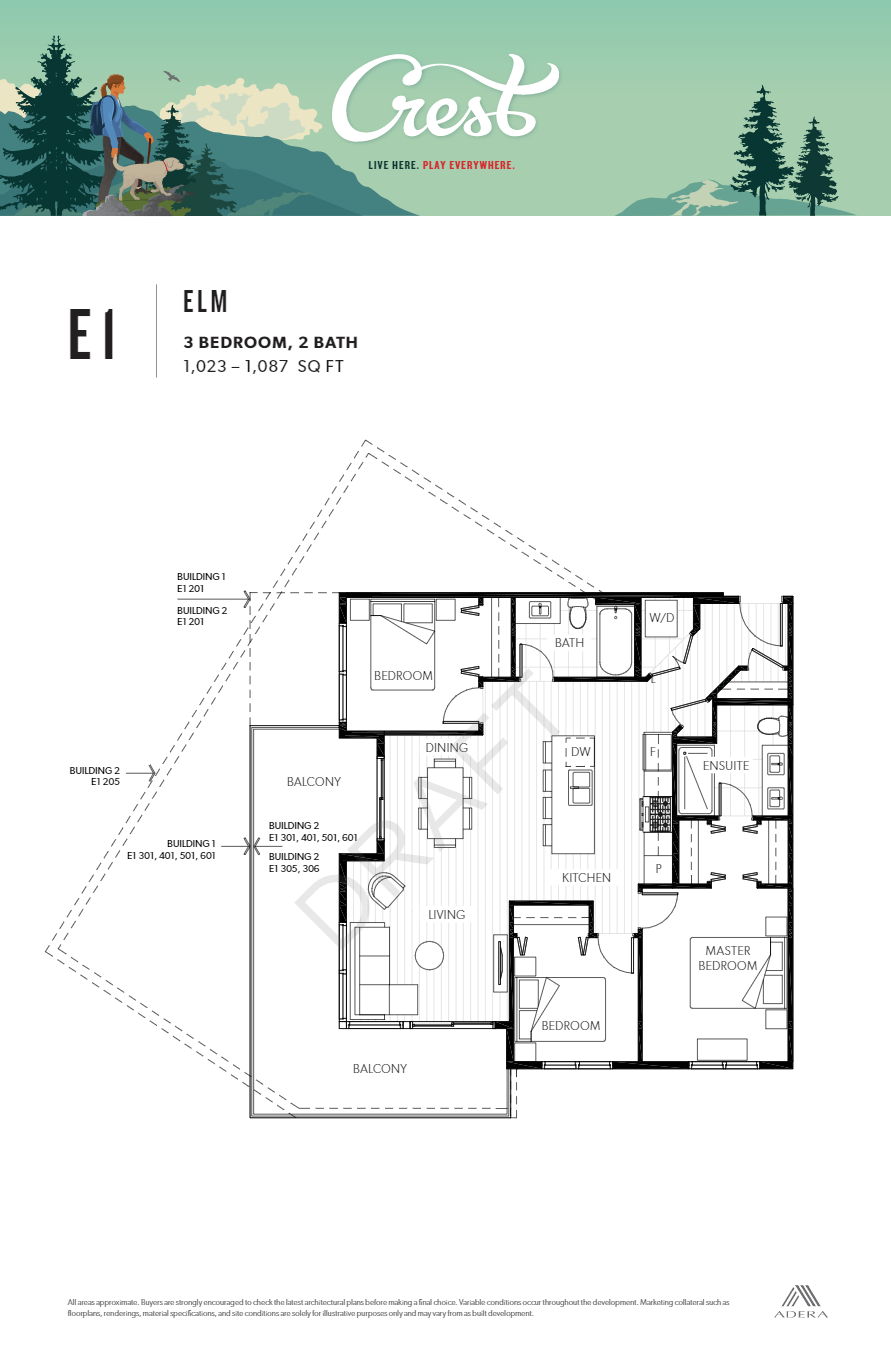 Crest
LIVE HERE. PLAY EVERYWHERE.
E1
ELM
3 BEDROOM, 2 BATH
1,023 – 1,087 SQ FT
BUILDING 1
E1 201
BUILDING 2
E1 201
BUILDING 2
E1 205
BUILDING 1
E1 301, 401, 501, 601
BUILDING 2
E1 301, 401, 501, 601
BUILDING 2
E1 305, 306
BEDROOM
BATH
W/D
DINING
BALCONY
DW
F
ENSUITE
KITCHEN
P
LIVING
MASTER
BEDROOM
BEDROOM
BALCONY
DRAFT
All areas approximate. Buyers are strongly encouraged to check the latest architectural plans before making a final choice. Variable conditions occur throughout the development. Marketing collateral such as
floorplans, renderings, material specifications, and site conditions are solely for illustrative purposes only and may vary from as built development.
ADERA